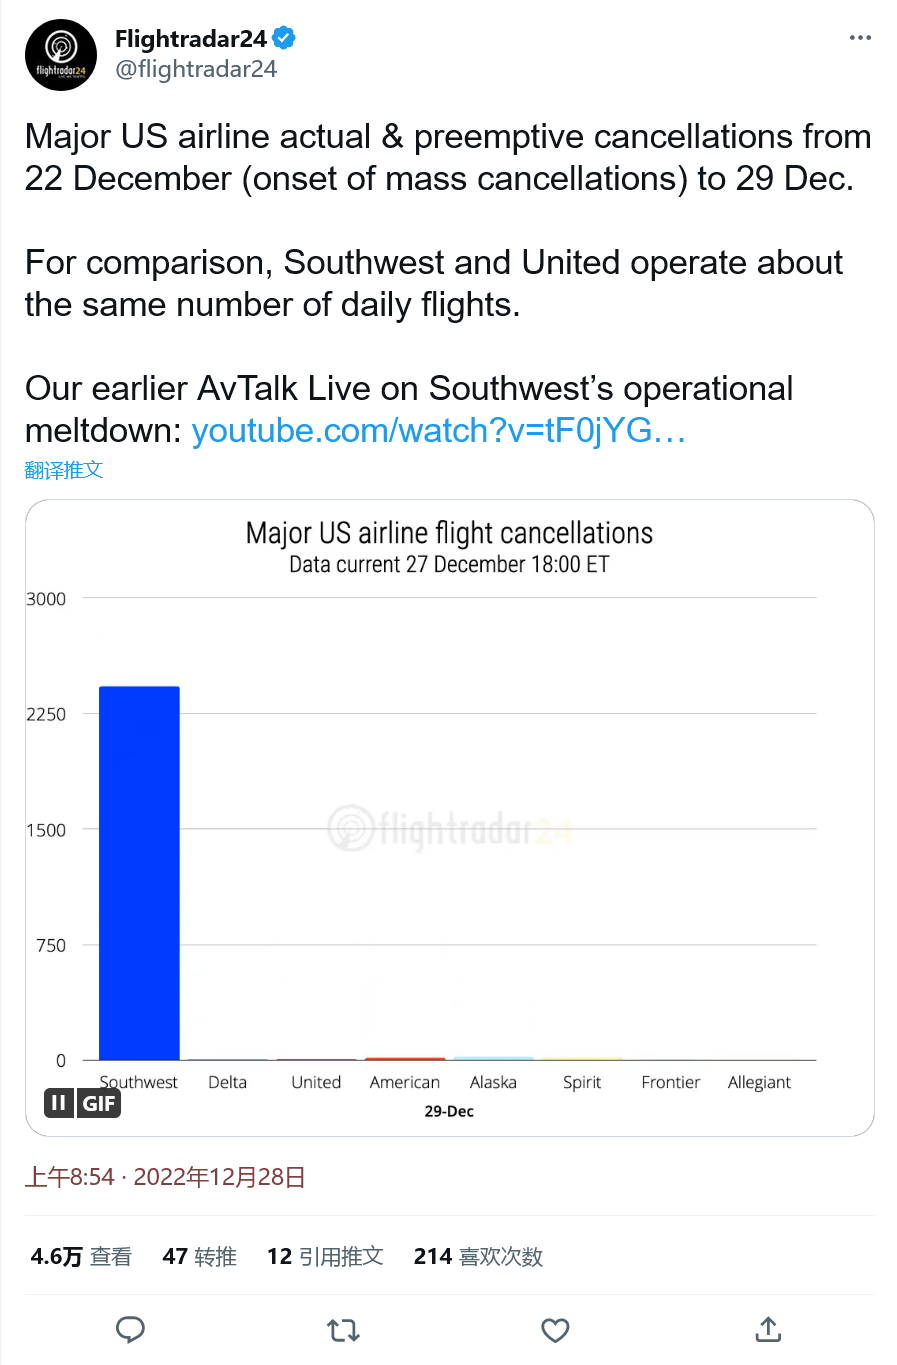 Flightradar24
@flightradar24
Major US airline actual & preemptive cancellations from
22 December (onset of mass cancellations) to 29 Dec.
For comparison, Southwest and United operate about
the same number of daily flights.
Our earlier AvTalk Live on Southwest’s operational
meltdown: youtube.com/watch?v=tF0jYG…
翻译推文
Major US airline flight cancellations
Data current 27 December 18:00 ET
3000
2250
1500
750
0
flightradar24
Southwest Delta United American Alaska Spirit Frontier Allegiant
29-Dec
GIF
上午8:54 · 2022年12月28日
4.6万 查看 47 转推 12 引用推文 214 喜欢次数